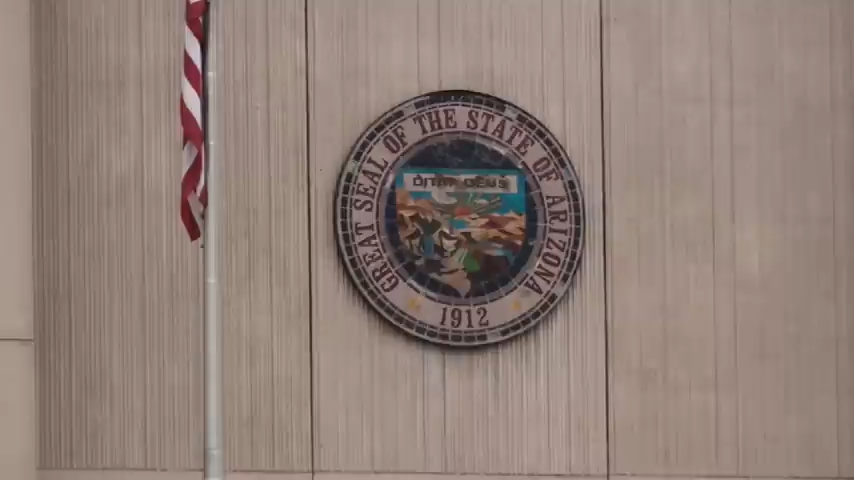 GREAT SEAL OF THE STATE OF ARIZONA
DITAT DEUS
1912